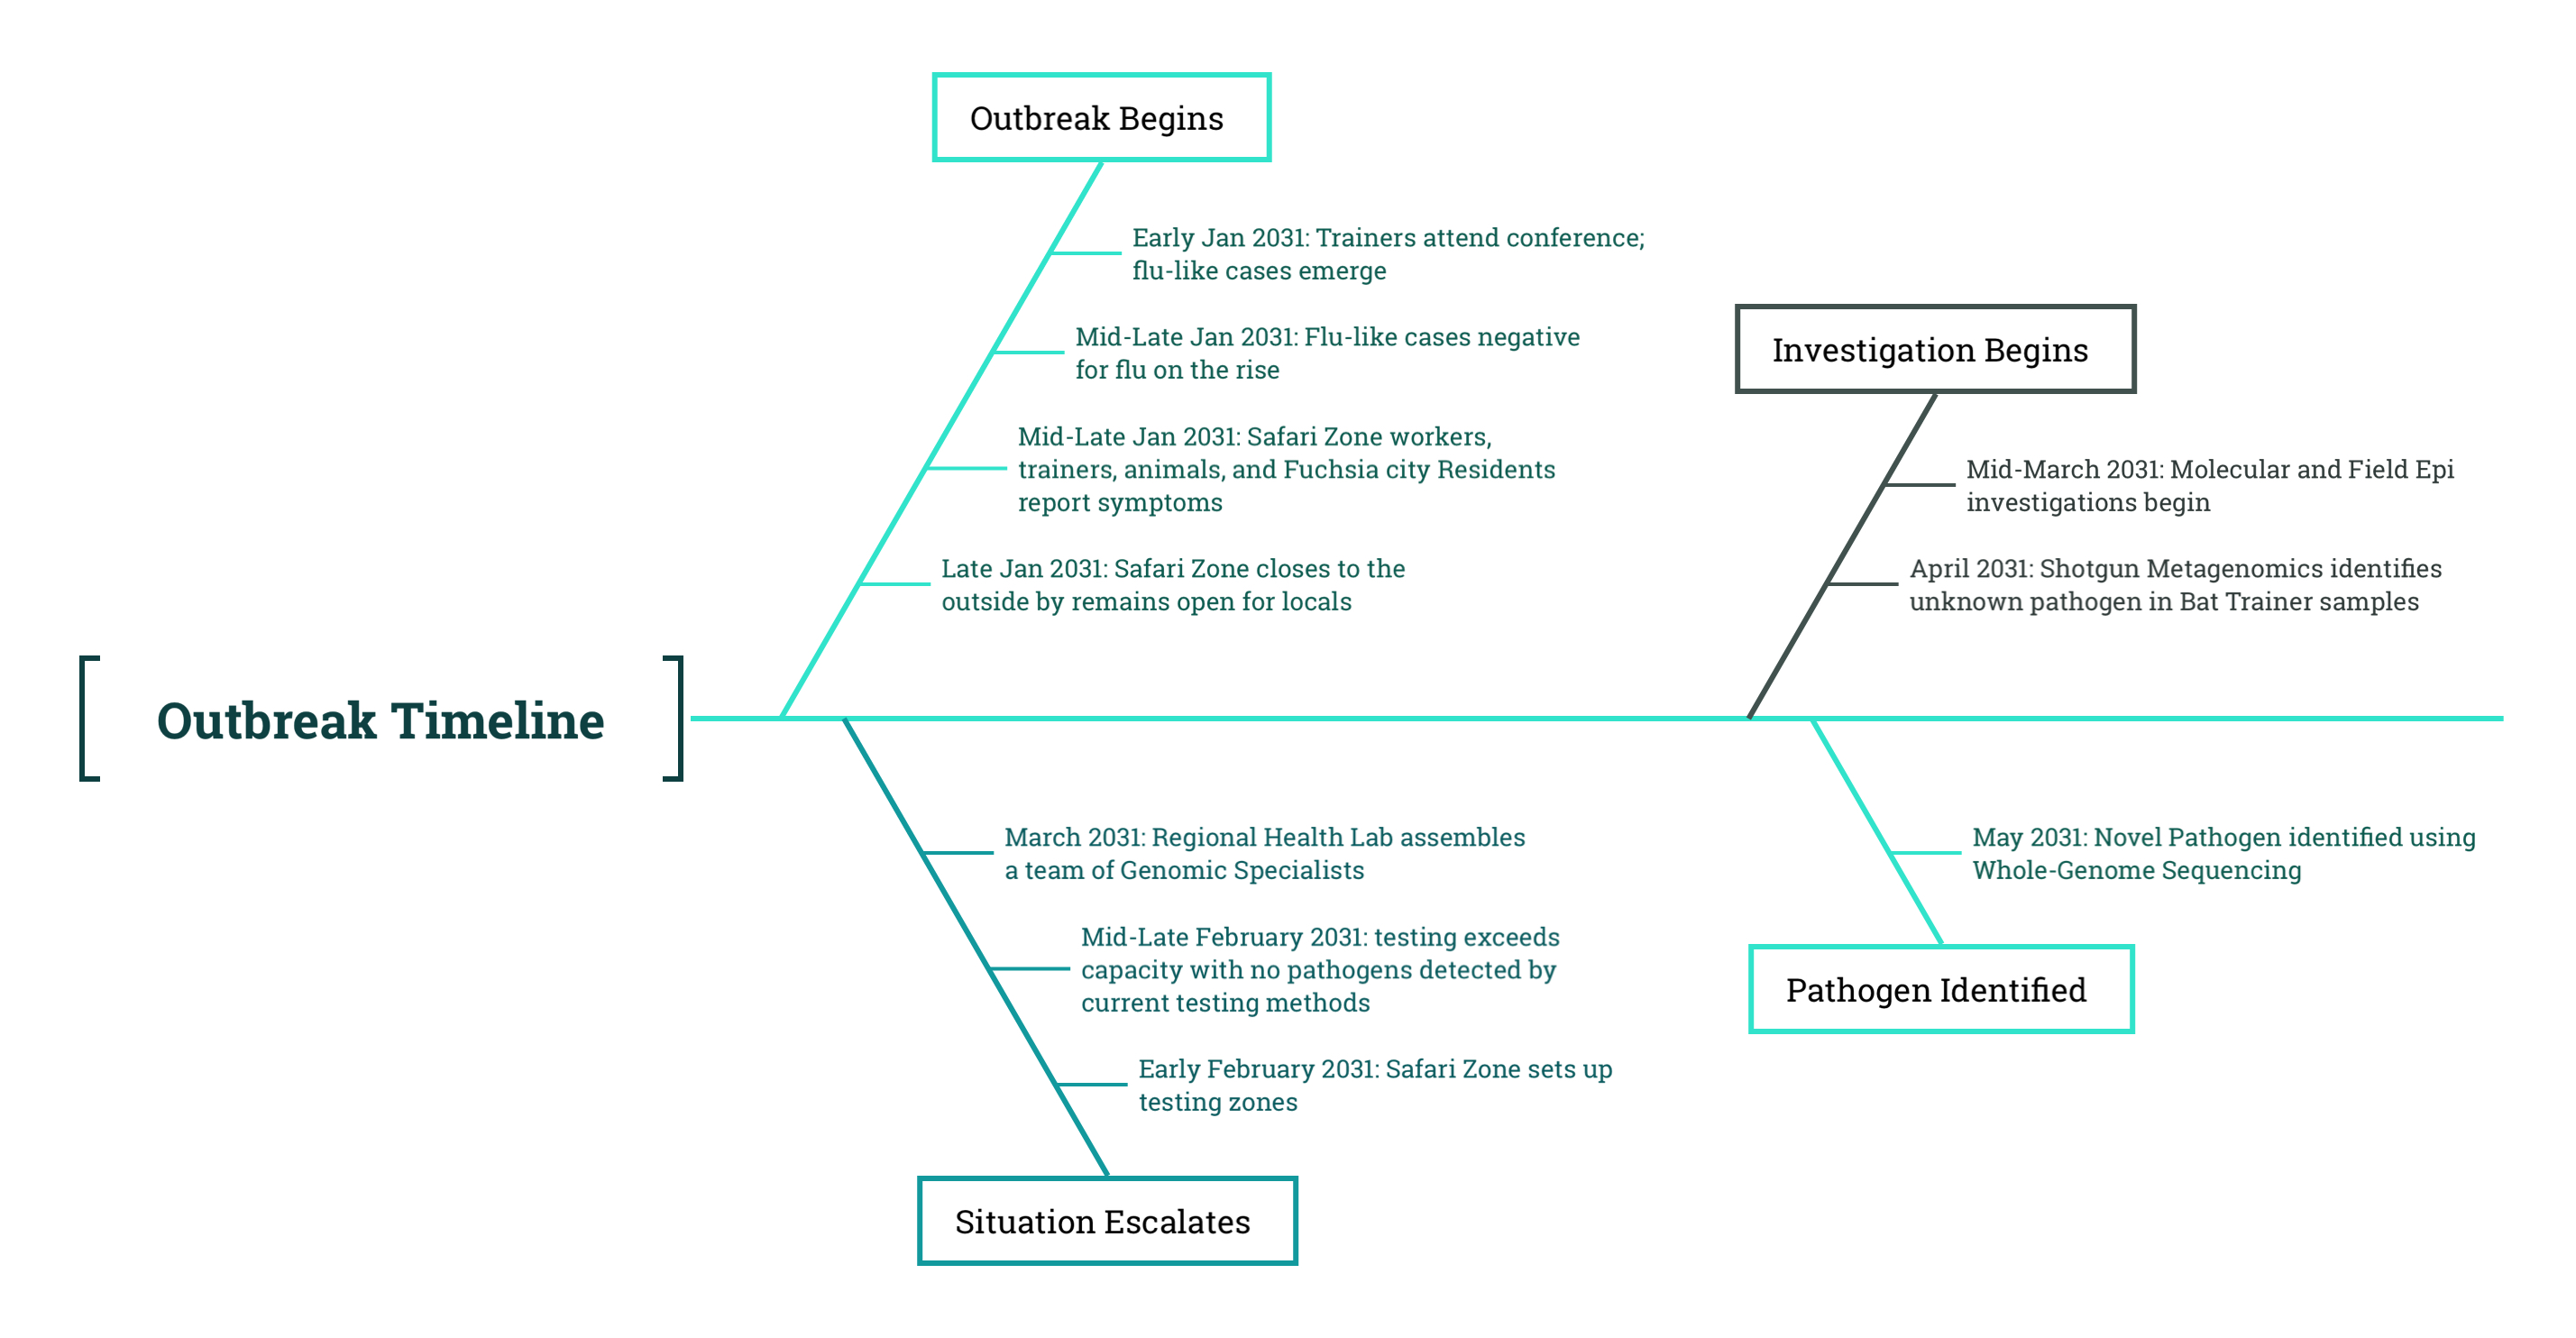 Outbreak Timeline
Outbreak Begins
Early Jan 2031: Trainers attend conference;
flu-like cases emerge
Mid-Late Jan 2031: Flu-like cases negative
for flu on the rise
Mid-Late Jan 2031: Safari Zone workers,
trainers, animals, and Fuchsia city Residents
report symptoms
Late Jan 2031: Safari Zone closes to the
outside by remains open for locals
Investigation Begins
Mid-March 2031: Molecular and Field Epi
investigations begin
April 2031: Shotgun Metagenomics identifies
unknown pathogen in Bat Trainer samples
March 2031: Regional Health Lab assembles
a team of Genomic Specialists
Mid-Late February 2031: testing exceeds
capacity with no pathogens detected by
current testing methods
Early February 2031: Safari Zone sets up
testing zones
Situation Escalates
May 2031: Novel Pathogen identified using
Whole-Genome Sequencing
Pathogen Identified